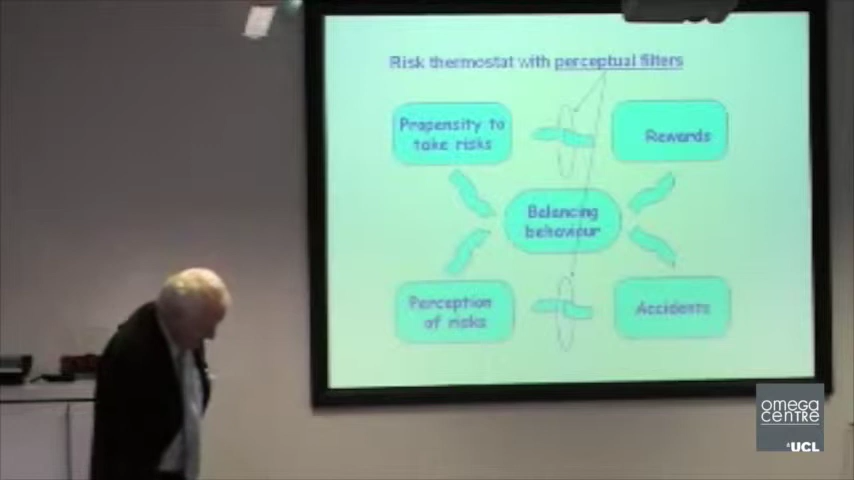 Risk thermostat with perceptual filters
Propensity to
take risks
Rewards
Balancing
behaviour
Perception
of risks
Accidents
omega
centre
UCL